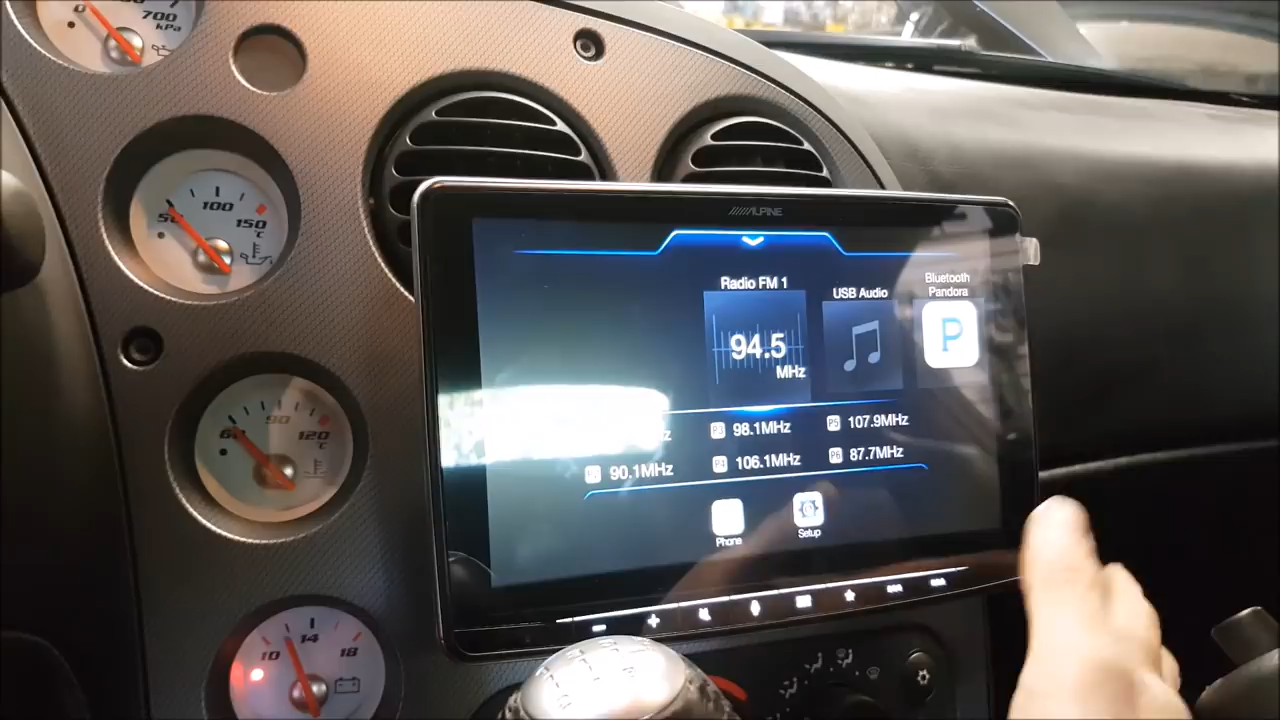 0
700
kPa
50
100
150
°C
60
90
120
°C
10
14
18
ALPINE
Radio FM 1
94.5
MHz
USB Audio
Bluetooth
Pandora
P
P3 98.1MHz
P5 107.9MHz
90.1MHz
P4 106.1MHz
P6 87.7MHz
Phone
Setup